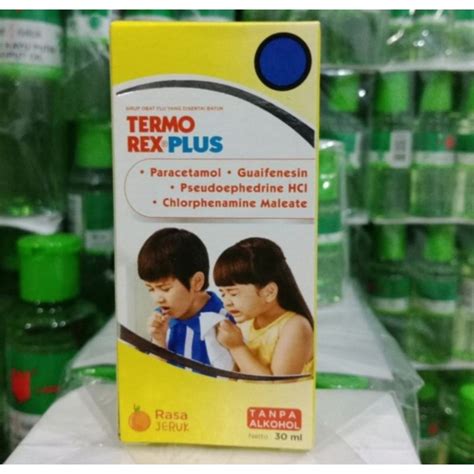 SIRUP OBAT FLU YANG DISERTAI BATUK
TERMO
REX® PLUS
• Paracetamol • Guaifenesin
• Pseudoephedrine HCl
• Chlorphenamine Maleate
Rasa
JERUK
TANPA
ALKOHOL
Netto 30 ml